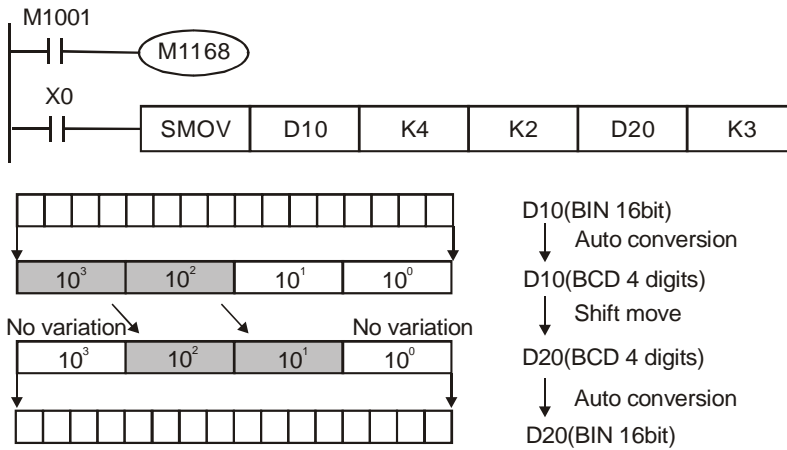 M1001
M1168
X0
SMOV D10 K4 K2 D20 K3
D10(BIN 16bit)
Auto conversion
10³ 10² 10¹ 10⁰
D10(BCD 4 digits)
Shift move
No variation No variation
10³ 10² 10¹ 10⁰
D20(BCD 4 digits)
Auto conversion
D20(BIN 16bit)